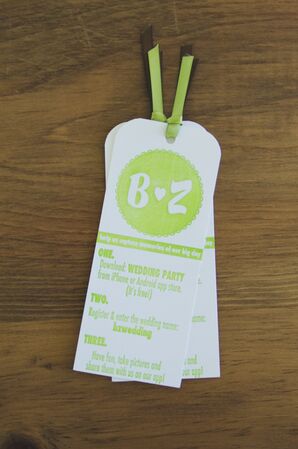 B♥Z
help us capture memories of our big day
ONE.
Download: WEDDING PARTY
from iPhone or Android app store.
(It's free!)
TWO.
Register & enter the wedding name:
bzwedding
THREE.
Have fun, take pictures and
share them with us on our app!